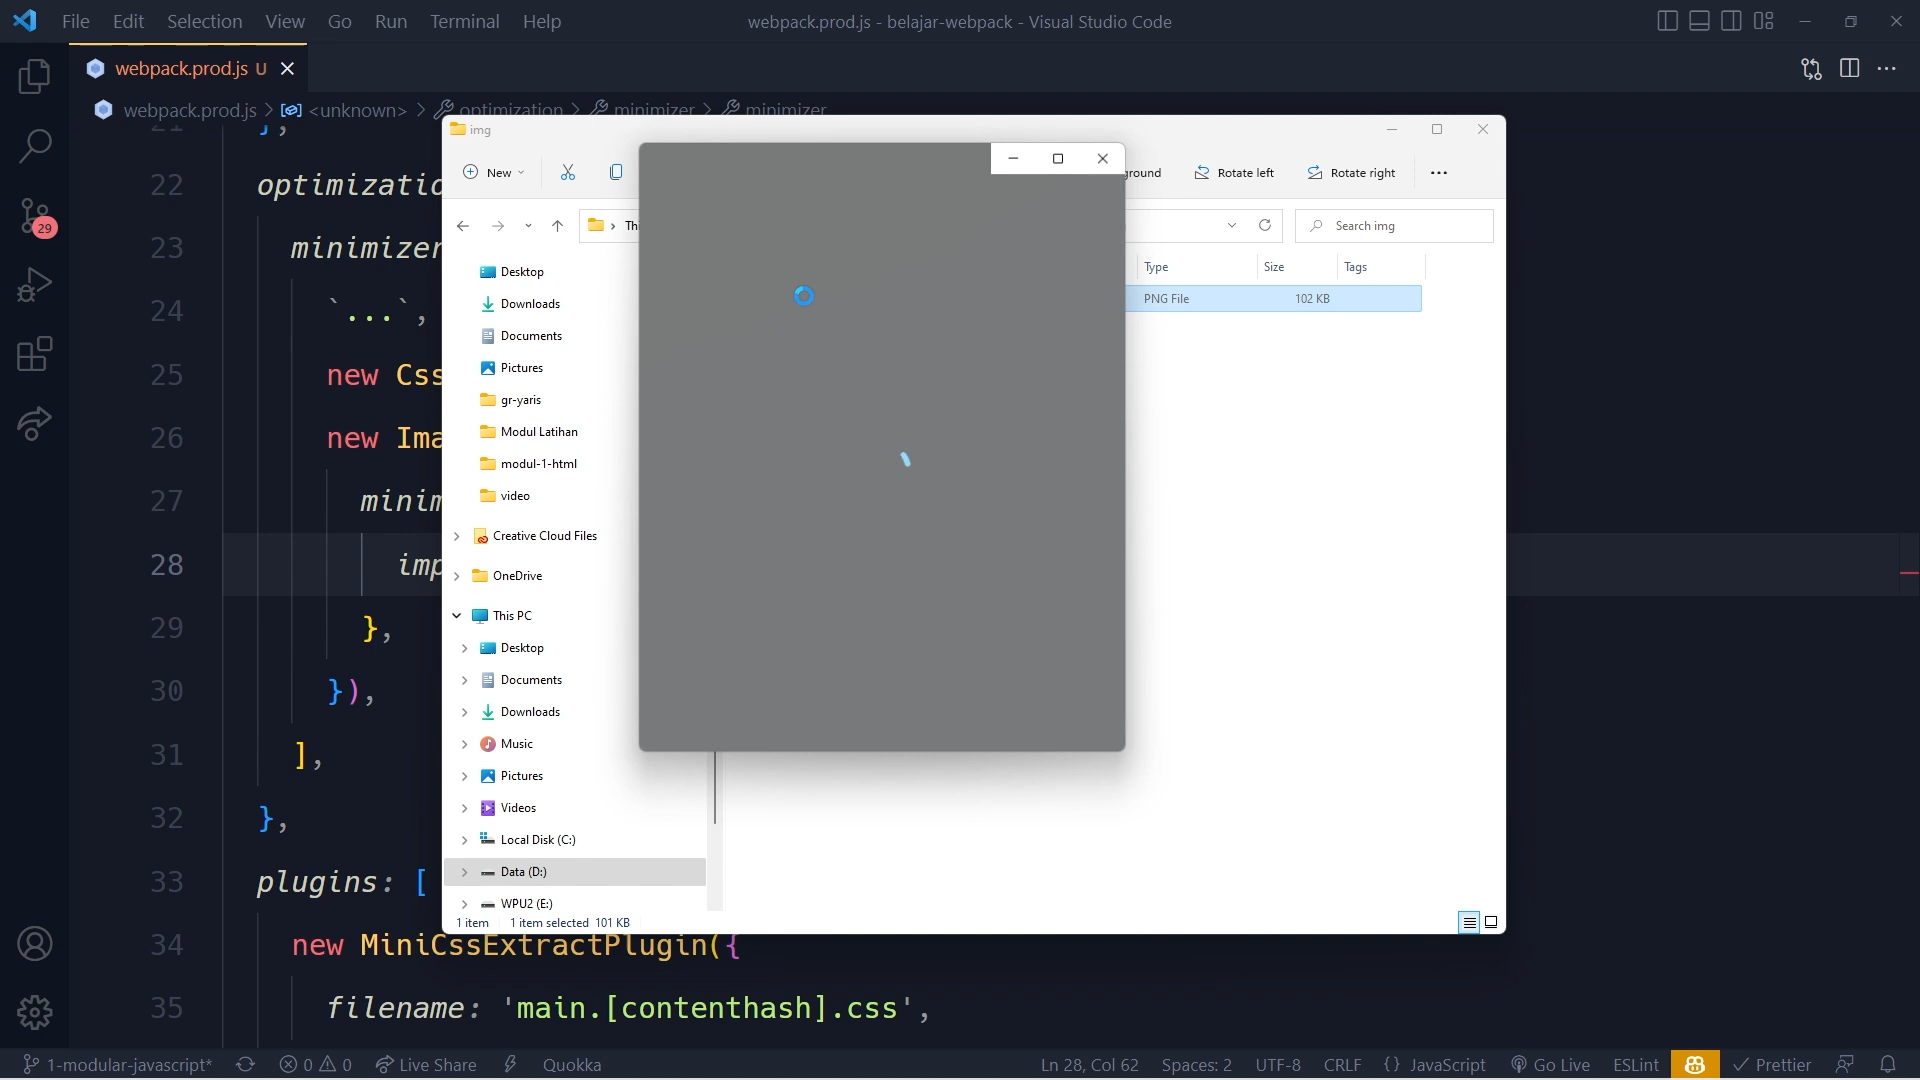 File Edit Selection View Go Run Terminal Help
webpack.prod.js - belajar-webpack - Visual Studio Code
webpack.prod.js U
webpack.prod.js > <unknown> > optimization > minimizer > minimizer
21 },
22 optimizatio
23 minimizer
24 `...`,
25 new Css
26 new Ima
27 minim
28 imp
29 },
30 }),
31 ],
32 },
33 plugins: [
34 new MiniCssExtractPlugin({
35 filename: 'main.[contenthash].css',
29
img
New
ground
Rotate left
Rotate right
Thi
Search img
Type Size Tags
PNG File 102 KB
Desktop
Downloads
Documents
Pictures
gr-yaris
Modul Latihan
modul-1-html
video
Creative Cloud Files
OneDrive
This PC
Desktop
Documents
Downloads
Music
Pictures
Videos
Local Disk (C:)
Data (D:)
WPU2 (E:)
1 item 1 item selected 101 KB
1-modular-javascript* 0 0 Live Share Quokka Ln 28, Col 62 Spaces: 2 UTF-8 CRLF {} JavaScript Go Live ESLint Prettier